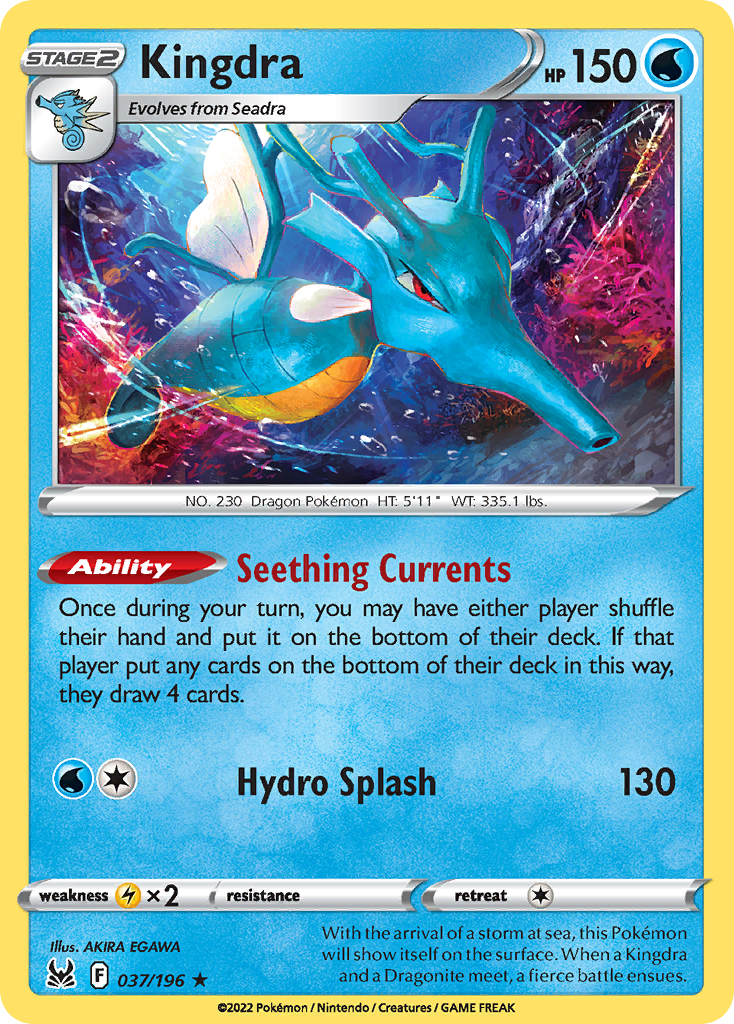 STAGE2
Kingdra
HP 150
Evolves from Seadra
NO. 230 Dragon Pokémon HT: 5'11" WT: 335.1 lbs.
Ability Seething Currents
Once during your turn, you may have either player shuffle
their hand and put it on the bottom of their deck. If that
player put any cards on the bottom of their deck in this way,
they draw 4 cards.
Hydro Splash 130
weakness ×2 resistance retreat
Illus. AKIRA EGAWA
F 037/196 ★
With the arrival of a storm at sea, this Pokémon
will show itself on the surface. When a Kingdra
and a Dragonite meet, a fierce battle ensues.
©2022 Pokémon / Nintendo / Creatures / GAME FREAK